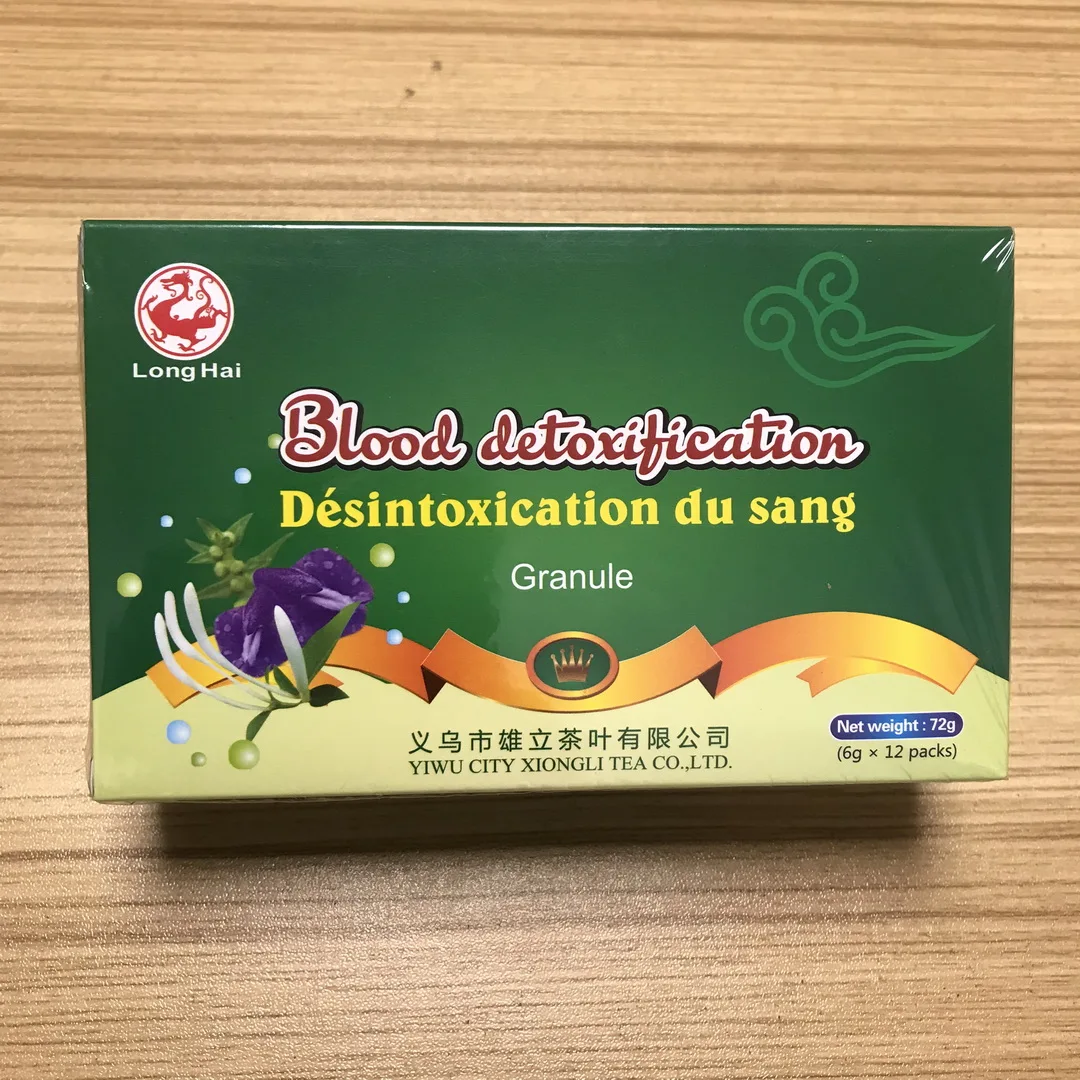 Long Hai
Blood detoxification
Désintoxication du sang
Granule
义乌市雄立茶叶有限公司
YIWU CITY XIONGLI TEA CO.,LTD.
Net weight : 72g
(6g × 12 packs)